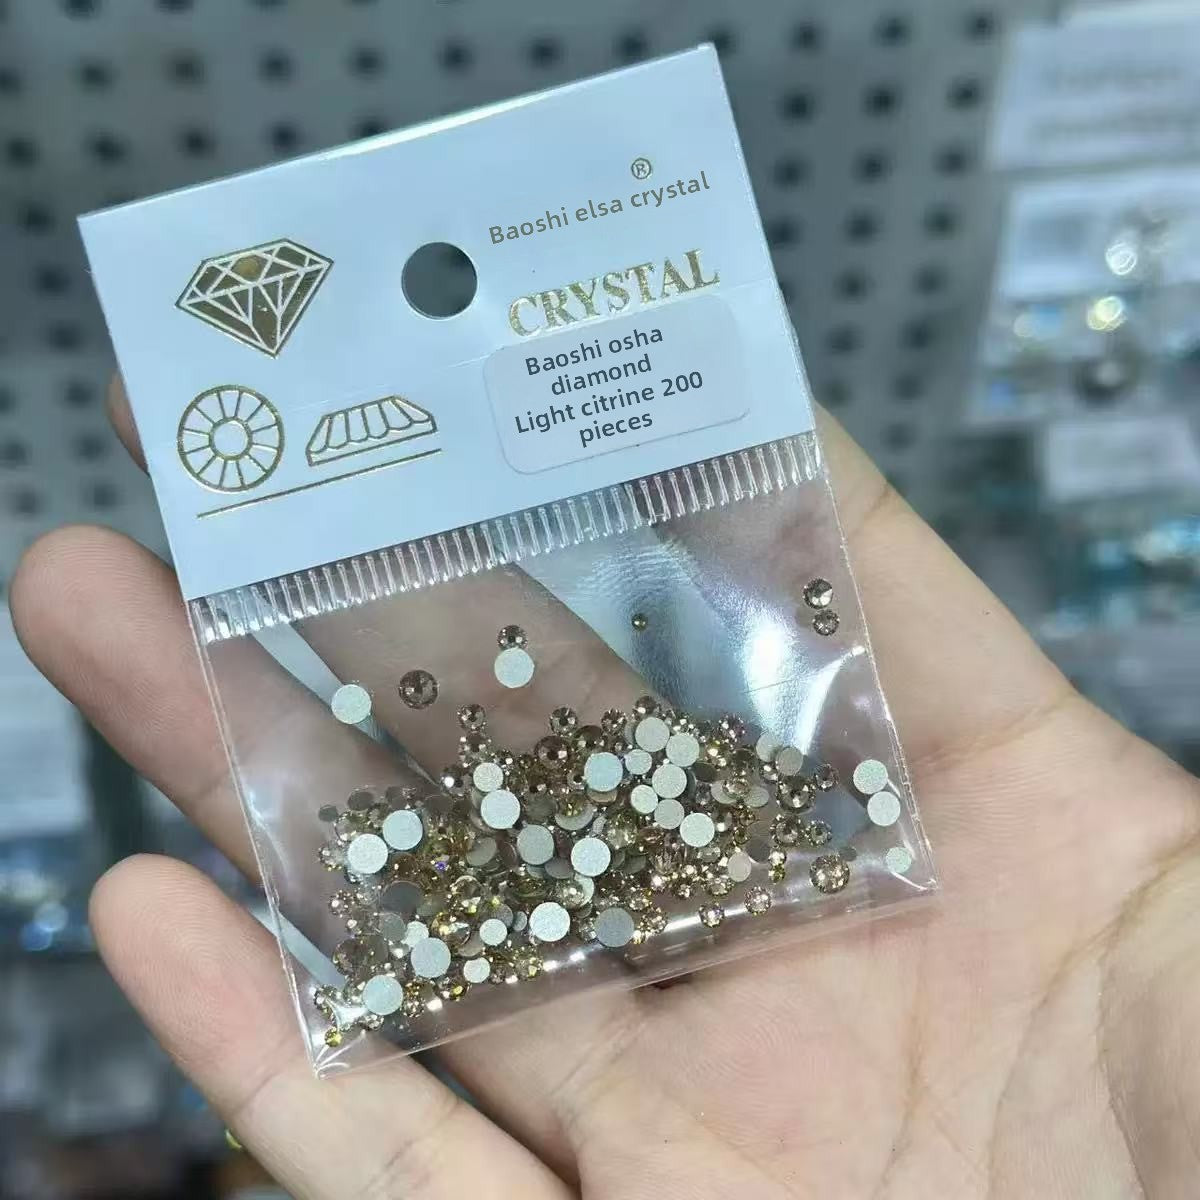 ®
Baoshi elsa crystal
CRYSTAL
Baoshi osha
diamond
Light citrine 200
pieces